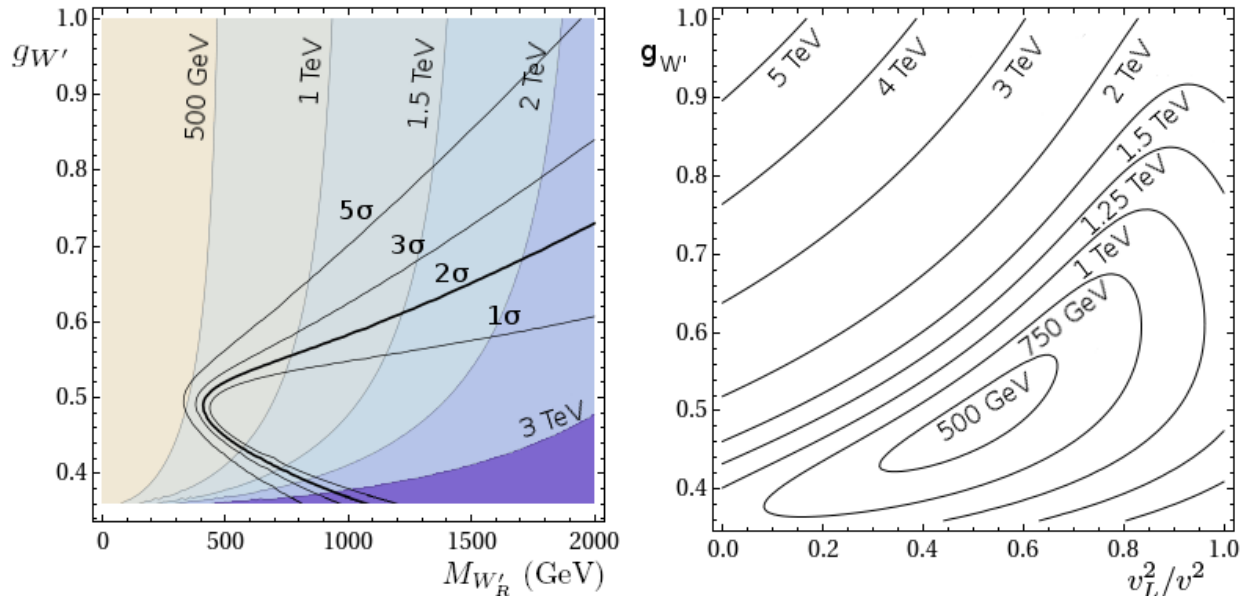 1.0
0.9
0.8
0.7
0.6
0.5
0.4
g_{W'}
500 GeV
1 TeV
1.5 TeV
2 TeV
5σ
3σ
2σ
1σ
3 TeV
0
500
1000
1500
2000
M_{W'_R} (GeV)
1.0
0.9
0.8
0.7
0.6
0.5
0.4
g_{W'}
5 TeV
4 TeV
3 TeV
2 TeV
1.5 TeV
1.25 TeV
1 TeV
750 GeV
500 GeV
0.0
0.2
0.4
0.6
0.8
1.0
v_L^2/v^2